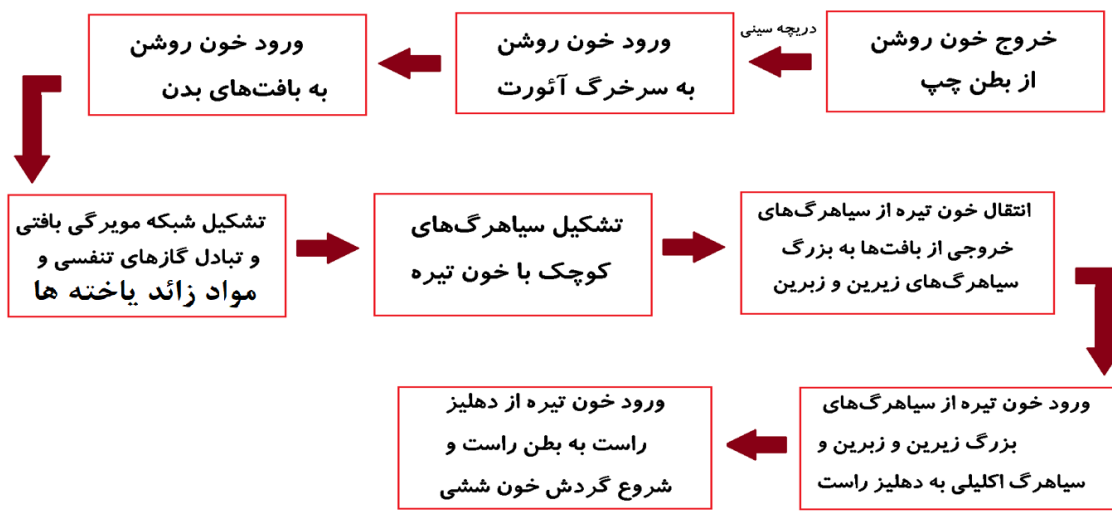 خروج خون روشن
از بطن چپ
دریچه سینی
ورود خون روشن
به سرخرگ آئورت
ورود خون روشن
به بافت‌های بدن
تشکیل شبکه مویرگی بافتی
و تبادل گازهای تنفسی و
مواد زائد یاخته ها
تشکیل سیاهرگ‌های
کوچک با خون تیره
انتقال خون تیره از سیاهرگ‌های
خروجی از بافت‌ها به بزرگ
سیاهرگ‌های زیرین و زبرین
ورود خون تیره از سیاهرگ‌های
بزرگ زیرین و زبرین و
سیاهرگ اکلیلی به دهلیز راست
ورود خون تیره از دهلیز
راست به بطن راست و
شروع گردش خون ششی